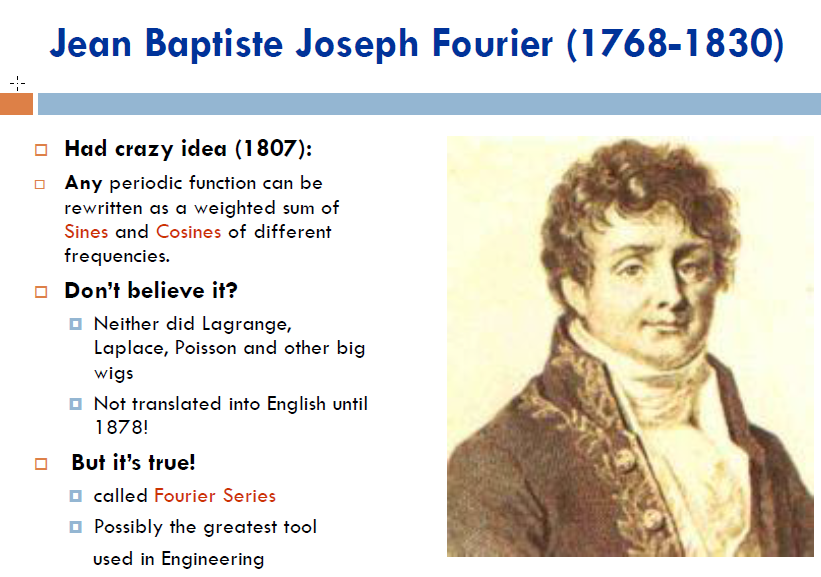 Jean Baptiste Joseph Fourier (1768-1830)
Had crazy idea (1807):
Any periodic function can be
rewritten as a weighted sum of
Sines and Cosines of different
frequencies.
Don't believe it?
Neither did Lagrange,
Laplace, Poisson and other big
wigs
Not translated into English until
1878!
But it's true!
called Fourier Series
Possibly the greatest tool
used in Engineering